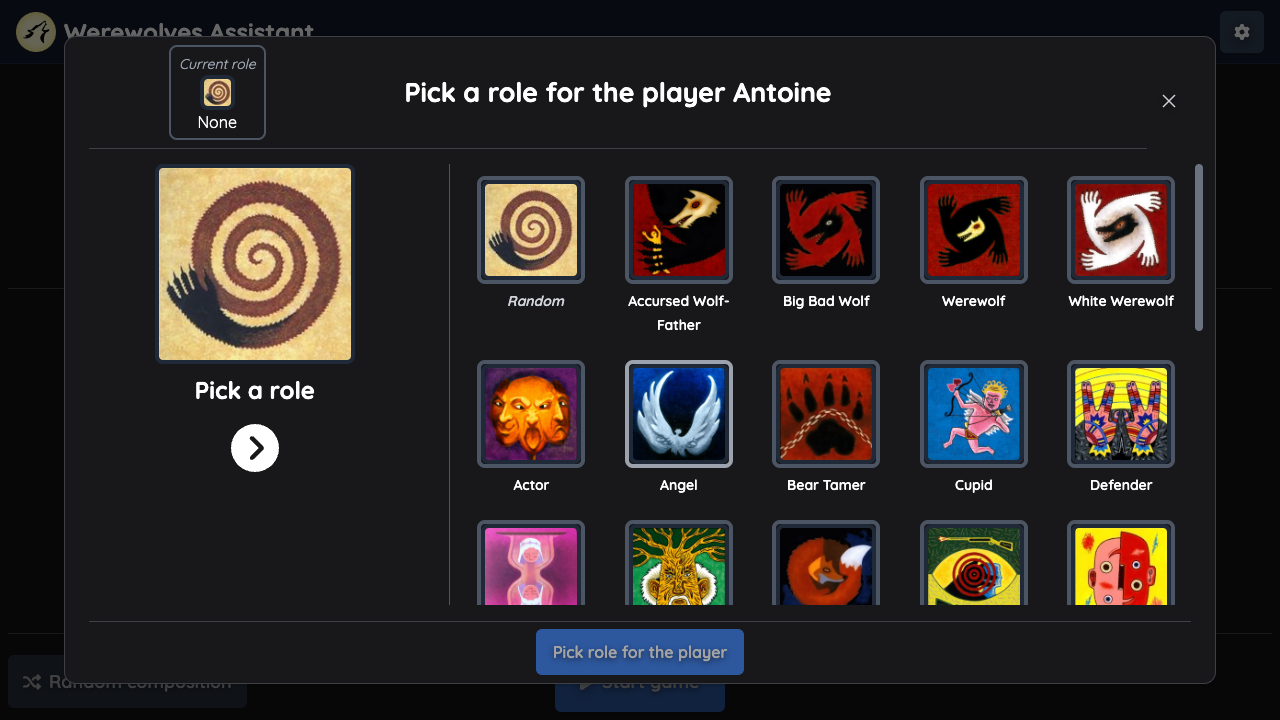 Werewolves Assistant
Current role
None
Pick a role for the player Antoine
Pick a role
Random
Accursed Wolf-
Father
Big Bad Wolf
Werewolf
White Werewolf
Actor
Angel
Bear Tamer
Cupid
Defender
Pick role for the player
Random composition
Start game